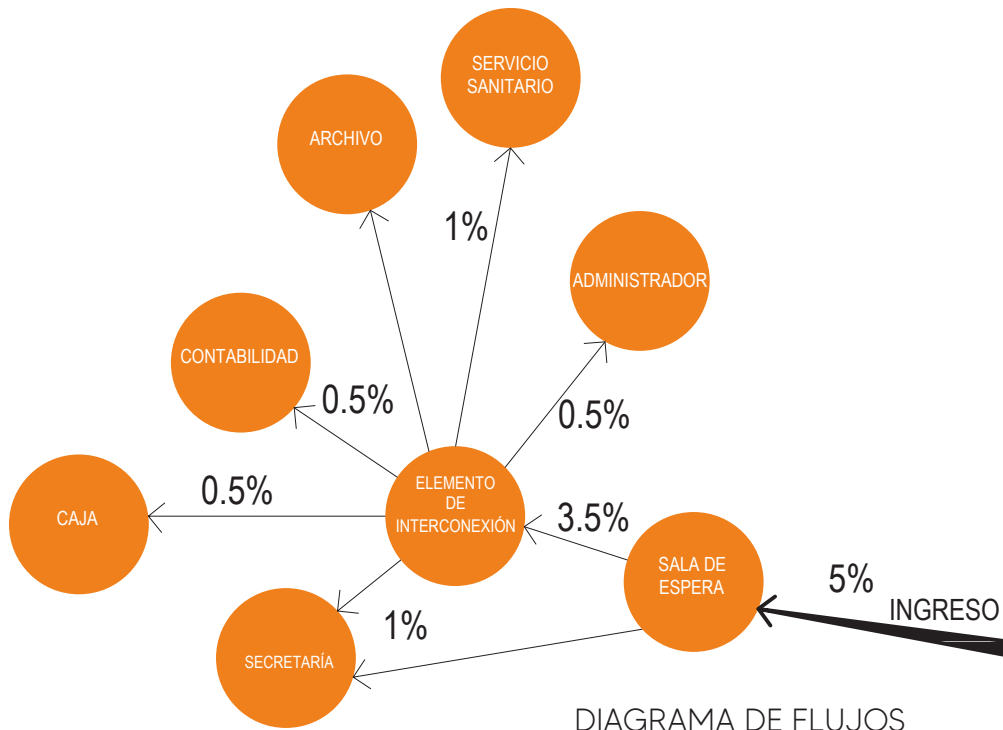 SERVICIO
SANITARIO
ARCHIVO
1%
ADMINISTRADOR
CONTABILIDAD
0.5%
0.5%
0.5%
CAJA
ELEMENTO
DE
INTERCONEXIÓN
3.5%
SALA DE
ESPERA
5%
INGRESO
1%
SECRETARÍA
DIAGRAMA DE FLUJOS